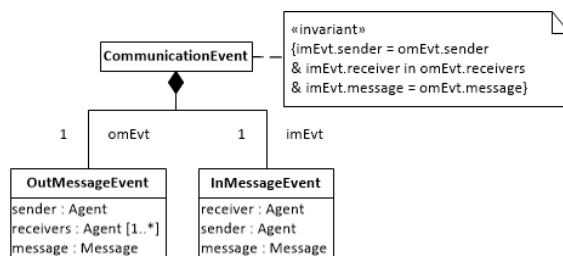 «invariant»
{imEvt.sender = omEvt.sender
& imEvt.receiver in omEvt.receivers
& imEvt.message = omEvt.message}
CommunicationEvent
1 omEvt
1 imEvt
OutMessageEvent
sender : Agent
receivers : Agent [1..*]
message : Message
InMessageEvent
receiver : Agent
sender : Agent
message : Message